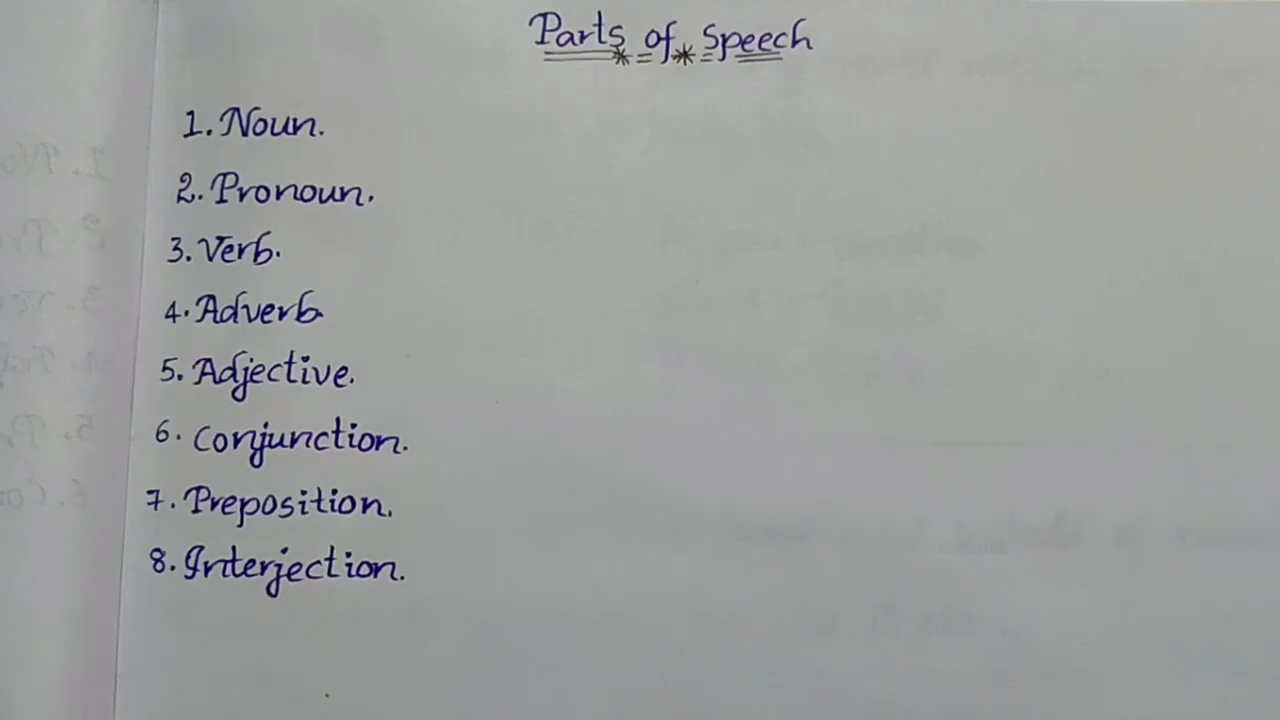 Parts of Speech
1. Noun.
2. Pronoun.
3. Verb.
4. Adverb
5. Adjective.
6. Conjunction.
7. Preposition.
8. Interjection.